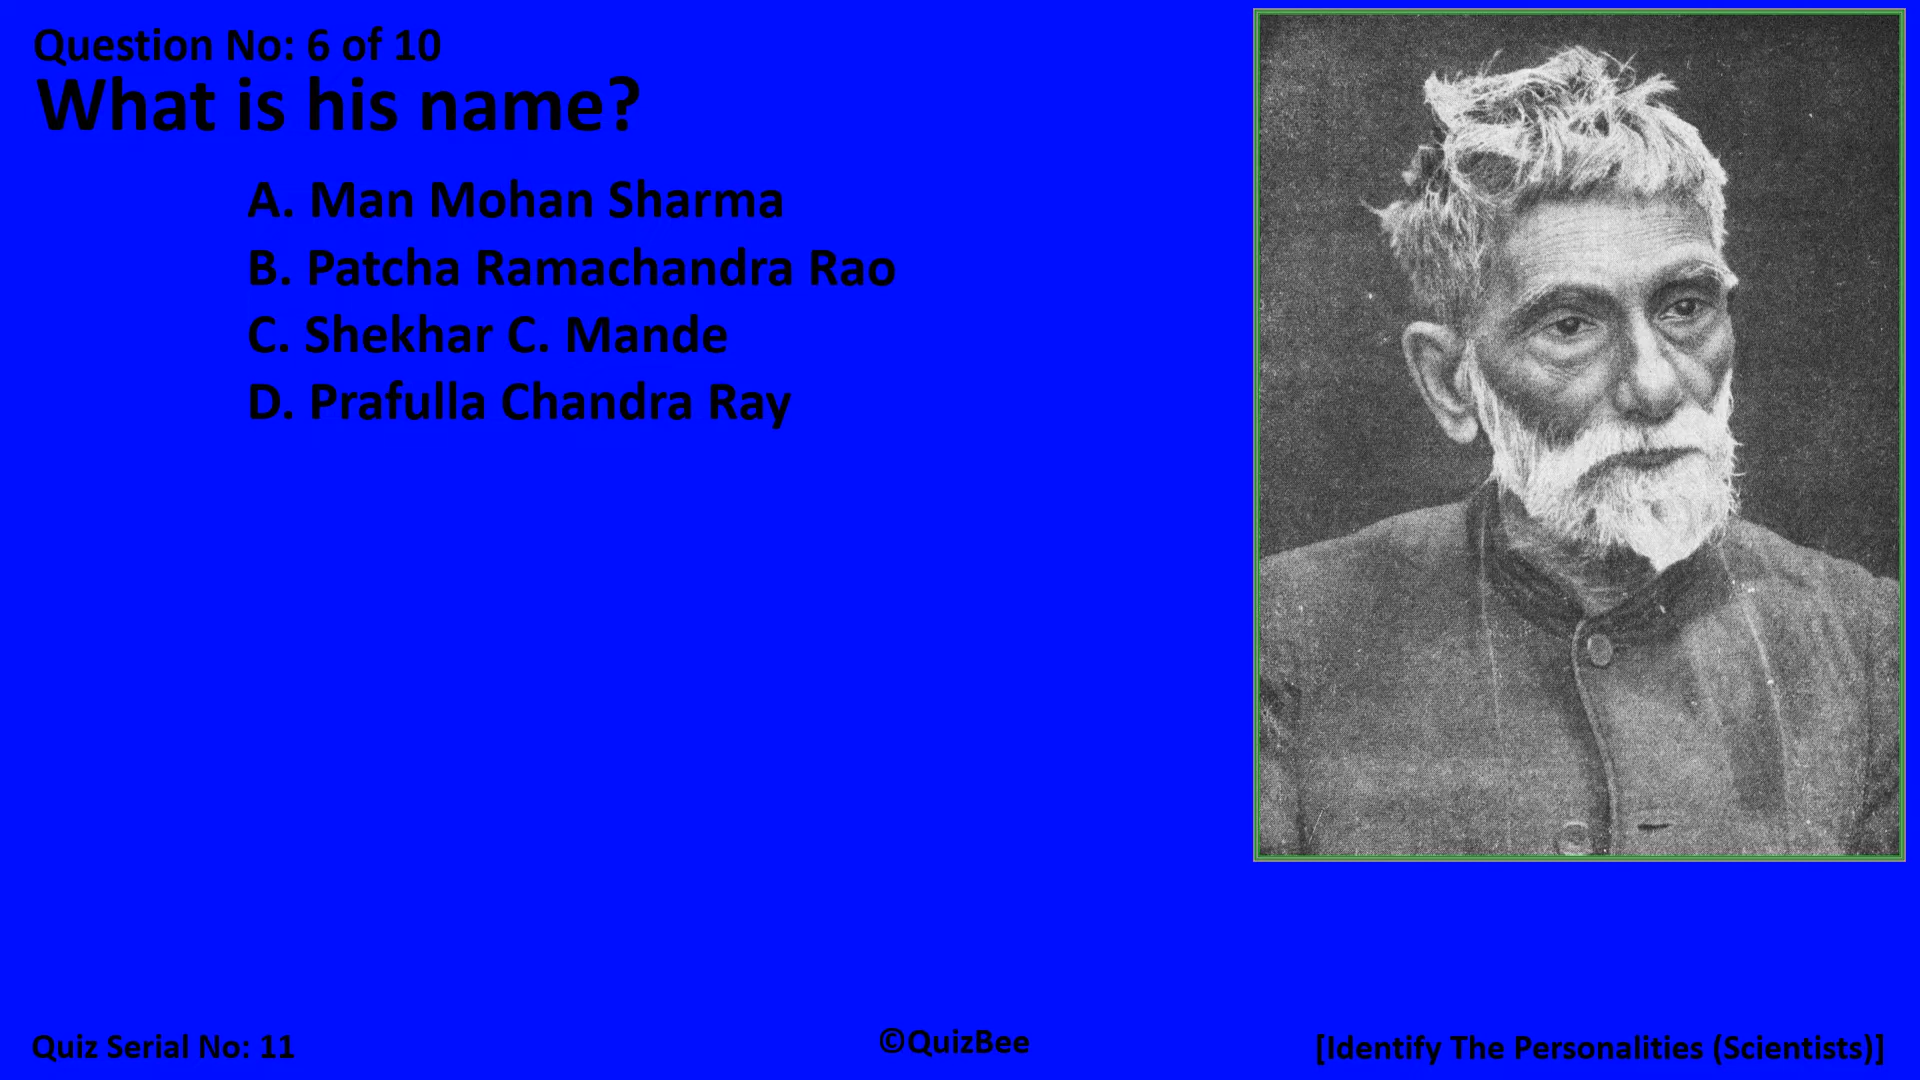 Question No: 6 of 10
What is his name?
A. Man Mohan Sharma
B. Patcha Ramachandra Rao
C. Shekhar C. Mande
D. Prafulla Chandra Ray
Quiz Serial No: 11
©QuizBee
[Identify The Personalities (Scientists)]